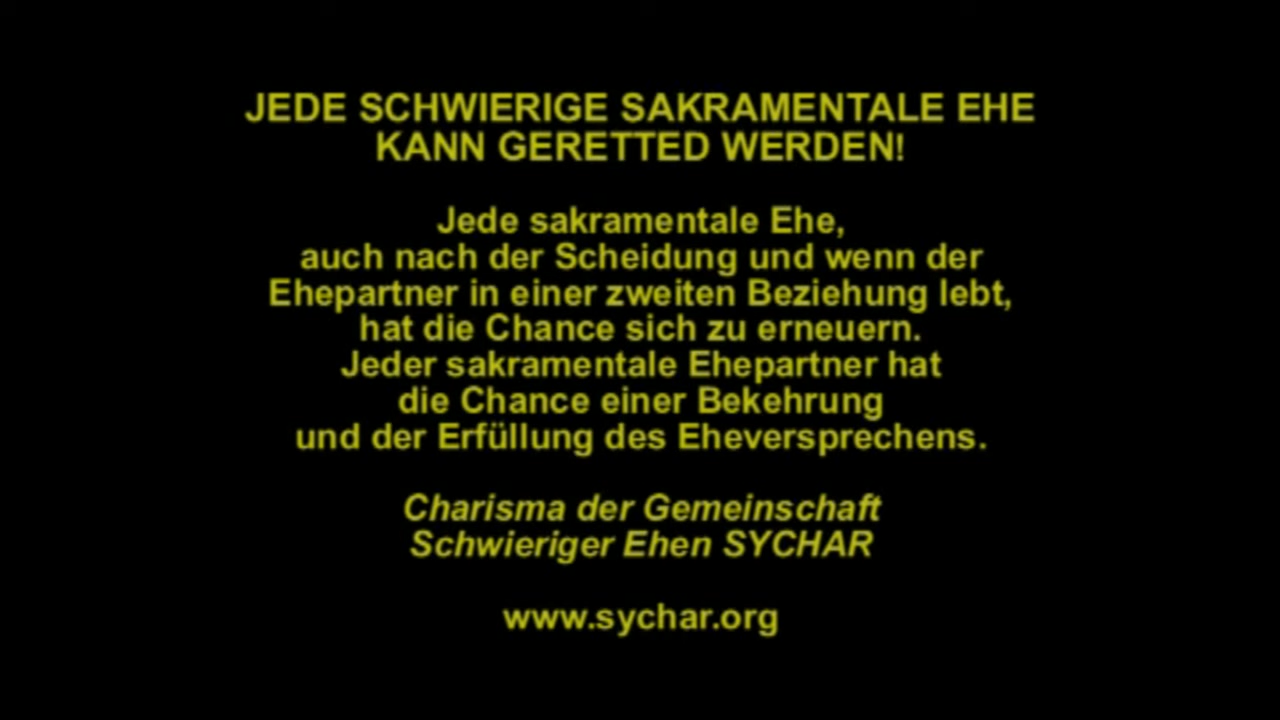 JEDE SCHWIERIGE SAKRAMENTALE EHE
KANN GERETTED WERDEN!
Jede sakramentale Ehe,
auch nach der Scheidung und wenn der
Ehepartner in einer zweiten Beziehung lebt,
hat die Chance sich zu erneuern.
Jeder sakramentale Ehepartner hat
die Chance einer Bekehrung
und der Erfüllung des Eheversprechens.
Charisma der Gemeinschaft
Schwieriger Ehen SYCHAR
www.sychar.org